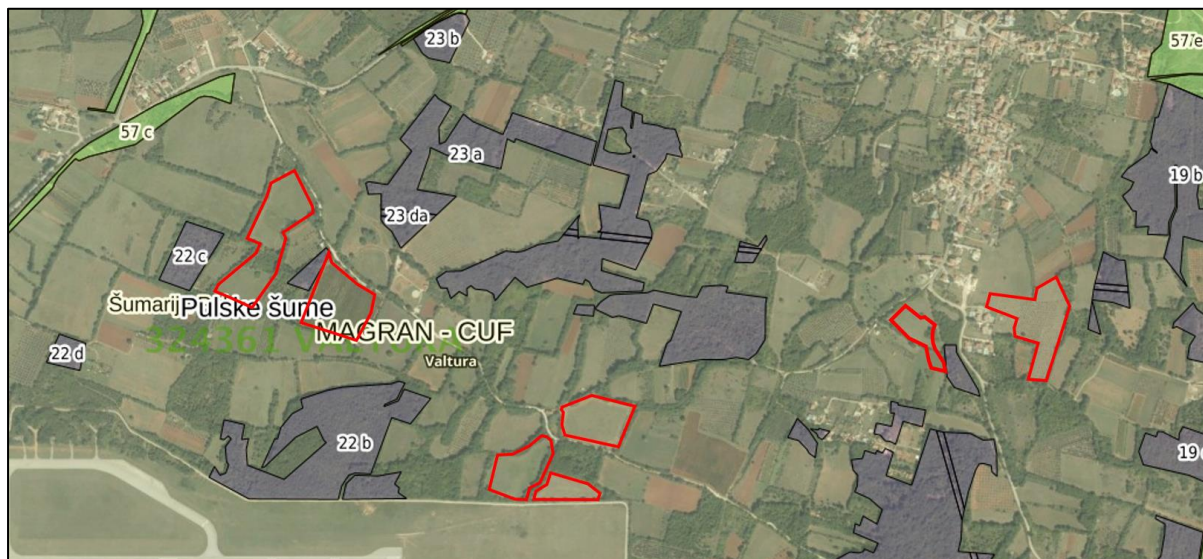 23 b
57 e
57 c
23 a
19 b
23 da
22 c
Šumarij
Pulske šume
324361 V
MAGRAN - CUF
22 d
Valtura
22 b
19